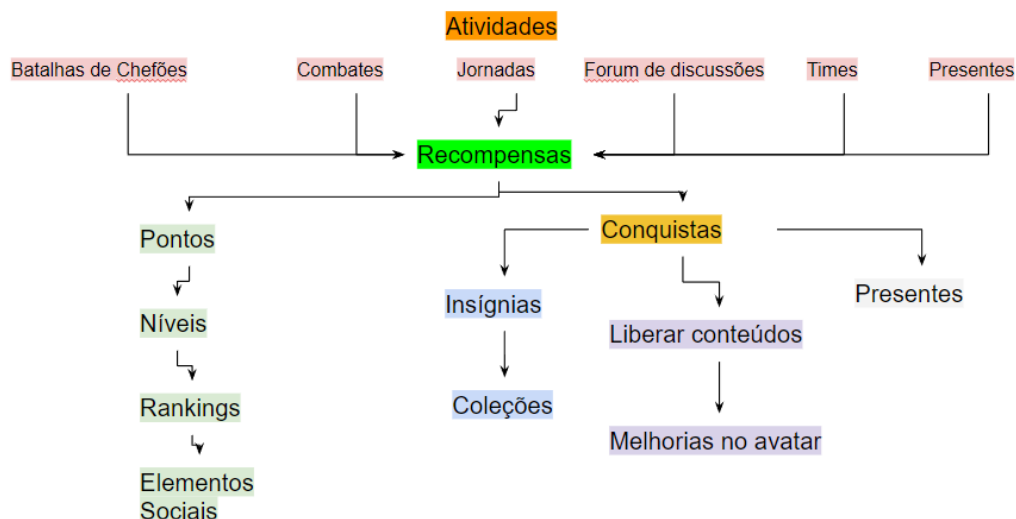 Atividades
Batalhas de Chefões
Combates
Jornadas
Forum de discussões
Times
Presentes
Recompensas
Pontos
Conquistas
Níveis
Insígnias
Liberar conteúdos
Presentes
Rankings
Coleções
Melhorias no avatar
Elementos
Sociais